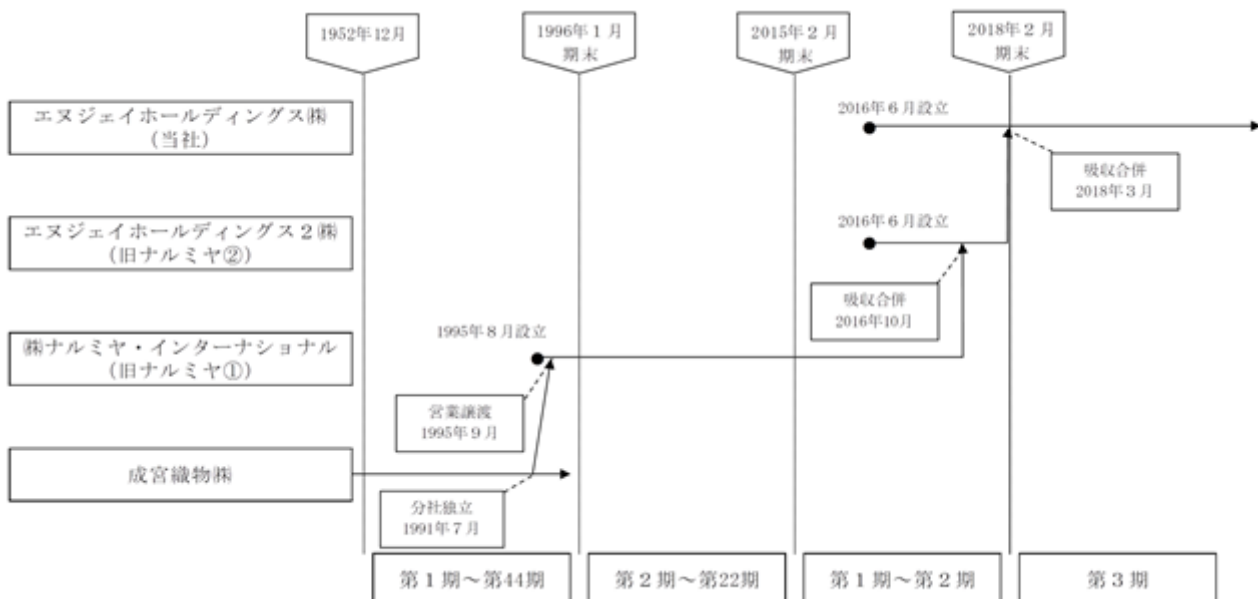 1952年12月
1996年1月
期末
2015年2月
期末
2018年2月
期末
エヌジェイホールディングス㈱
(当社)
2016年6月設立
吸収合併
2018年3月
エヌジェイホールディングス2㈱
(旧ナルミヤ②)
2016年6月設立
吸収合併
2016年10月
㈱ナルミヤ・インターナショナル
(旧ナルミヤ①)
1995年8月設立
営業譲渡
1995年9月
成宮織物㈱
分社独立
1991年7月
第1期～第44期
第2期～第22期
第1期～第2期
第3期